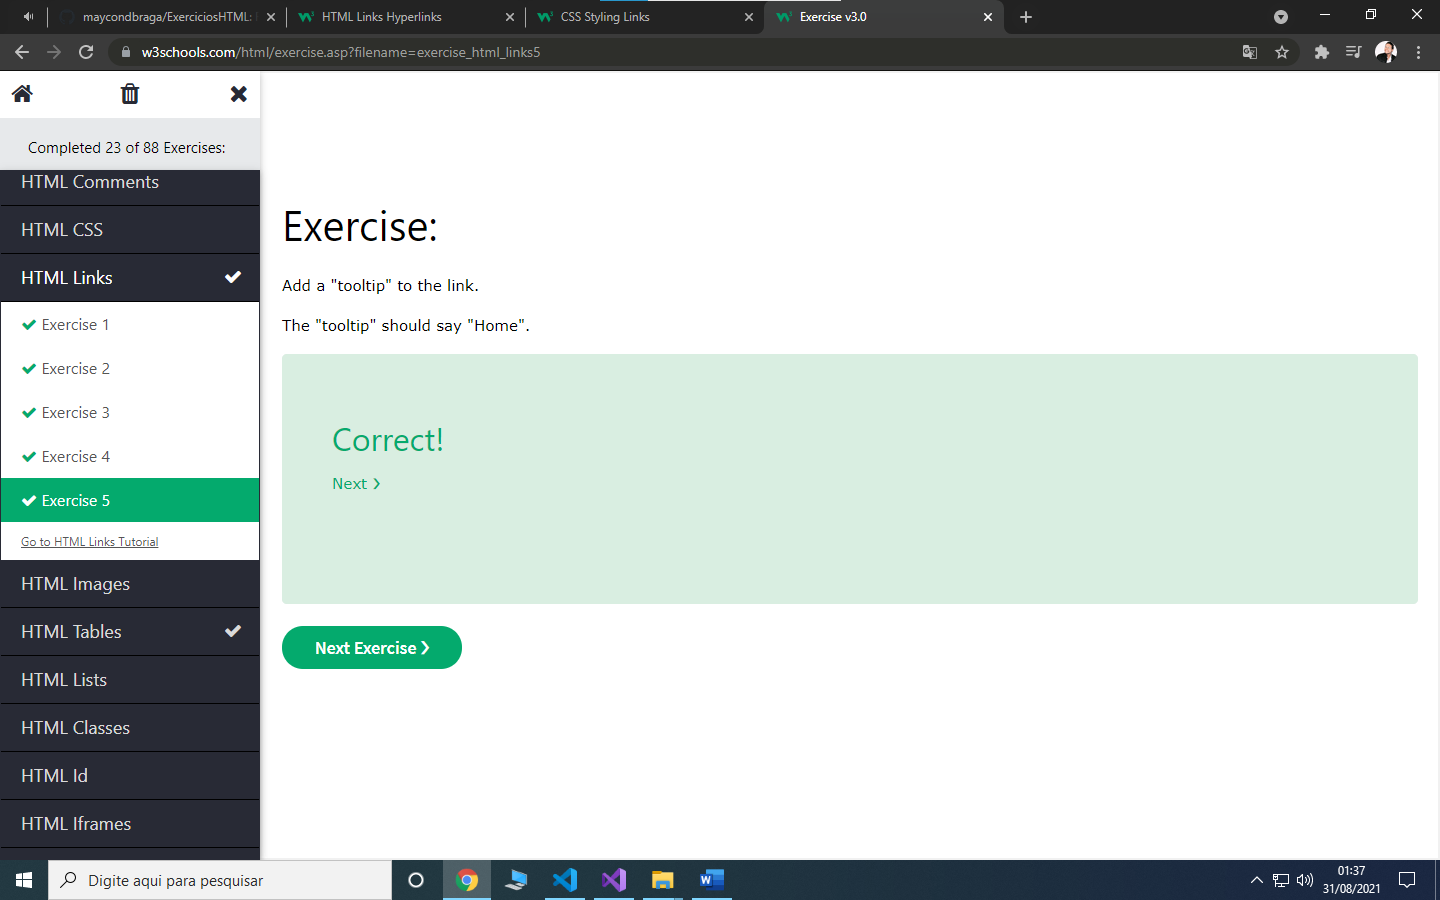 maycondbraga/ExerciciosHTML:
HTML Links Hyperlinks
CSS Styling Links
Exercise v3.0
w3schools.com/html/exercise.asp?filename=exercise_html_links5
Completed 23 of 88 Exercises:
HTML Comments
HTML CSS
HTML Links
Exercise 1
Exercise 2
Exercise 3
Exercise 4
Exercise 5
Go to HTML Links Tutorial
HTML Images
HTML Tables
HTML Lists
HTML Classes
HTML Id
HTML Iframes
Exercise:
Add a "tooltip" to the link.
The "tooltip" should say "Home".
Correct!
Next ❯
Next Exercise ❯
Digite aqui para pesquisar
01:37
31/08/2021